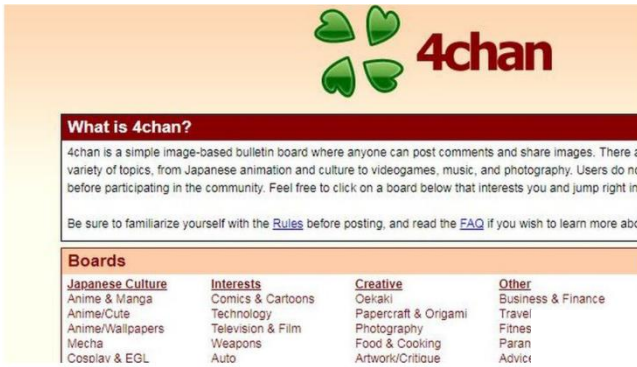 4chan
What is 4chan?
4chan is a simple image-based bulletin board where anyone can post comments and share images. There
variety of topics, from Japanese animation and culture to videogames, music, and photography. Users do
before participating in the community. Feel free to click on a board below that interests you and jump right in
Be sure to familiarize yourself with the Rules before posting, and read the FAQ if you wish to learn more
Boards
Japanese Culture Interests Creative Other
Anime & Manga Comics & Cartoons Oekaki Business & Finance
Anime/Cute Technology Papercraft & Origami Travel
Anime/Wallpapers Television & Film Photography
Mecha Weapons Food & Cooking
Cosplay & EGL Auto Artwork/Critique Advice